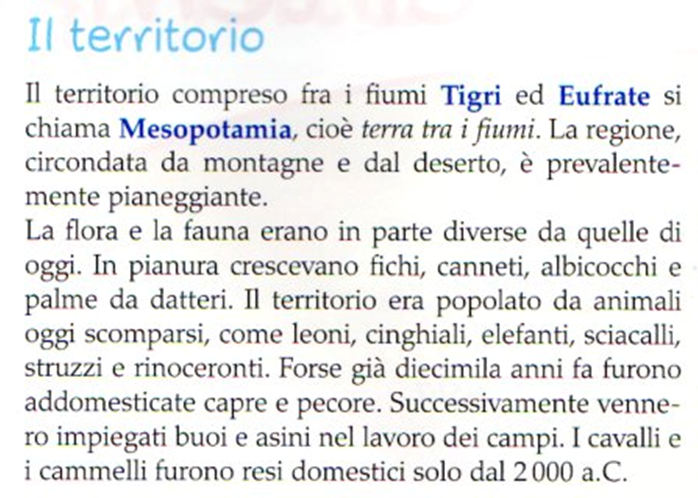 Il territorio
Il territorio compreso fra i fiumi Tigri ed Eufrate si
chiama Mesopotamia, cioè terra tra i fiumi. La regione,
circondata da montagne e dal deserto, è prevalente-
mente pianeggiante.
La flora e la fauna erano in parte diverse da quelle di
oggi. In pianura crescevano fichi, canneti, albicocchi e
palme da datteri. Il territorio era popolato da animali
oggi scomparsi, come leoni, cinghiali, elefanti, sciacalli,
struzzi e rinoceronti. Forse già diecimila anni fa furono
addomesticate capre e pecore. Successivamente venne-
ro impiegati buoi e asini nel lavoro dei campi. I cavalli e
i cammelli furono resi domestici solo dal 2 000 a.C.